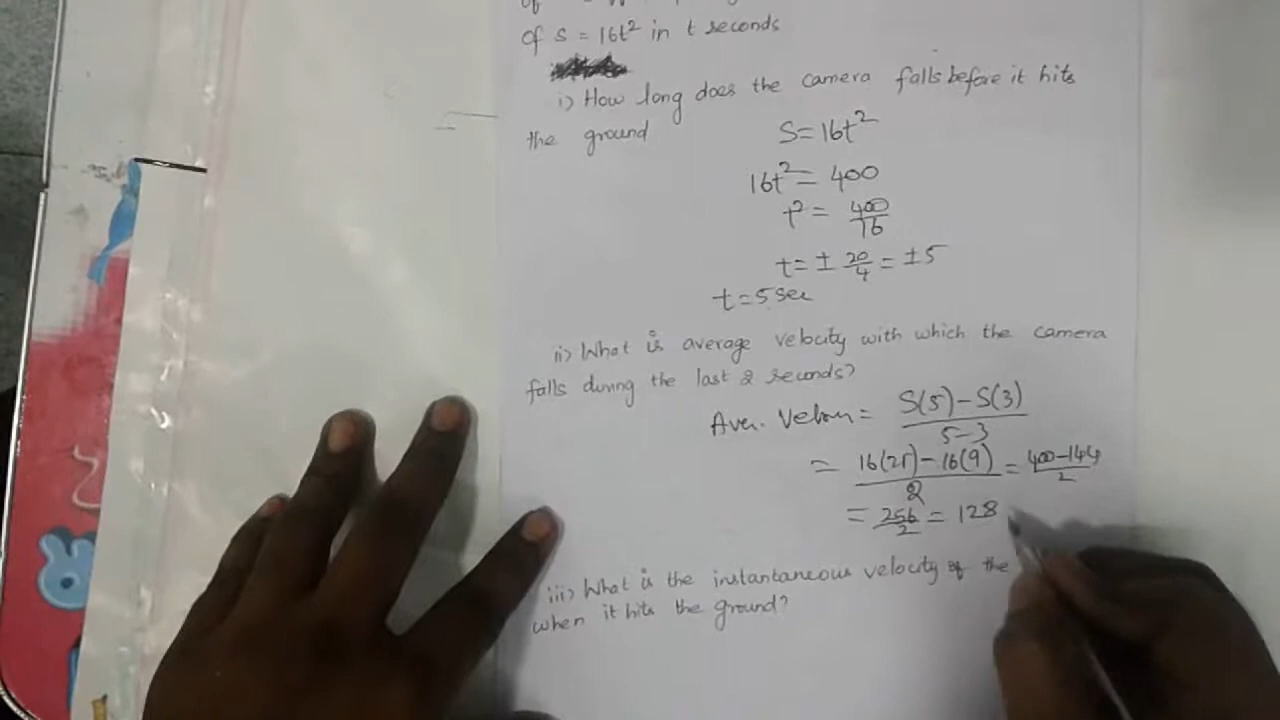 of
of S = 16t² in t seconds
i) How long does the camera falls before it hits
the ground
S = 16t²
16t² = 400
t² = 400/16
t = ± 20/4 = ±5
t = 5 sec
ii) What is average velocity with which the camera
falls during the last 2 seconds?
Aver. = S(5) - S(3) / 5-3
= 16(25) - 16(9) / 2 = 400-144 / 2
= 256/2 = 128
iii) What is the instantaneous velocity of the
when it hits the ground?